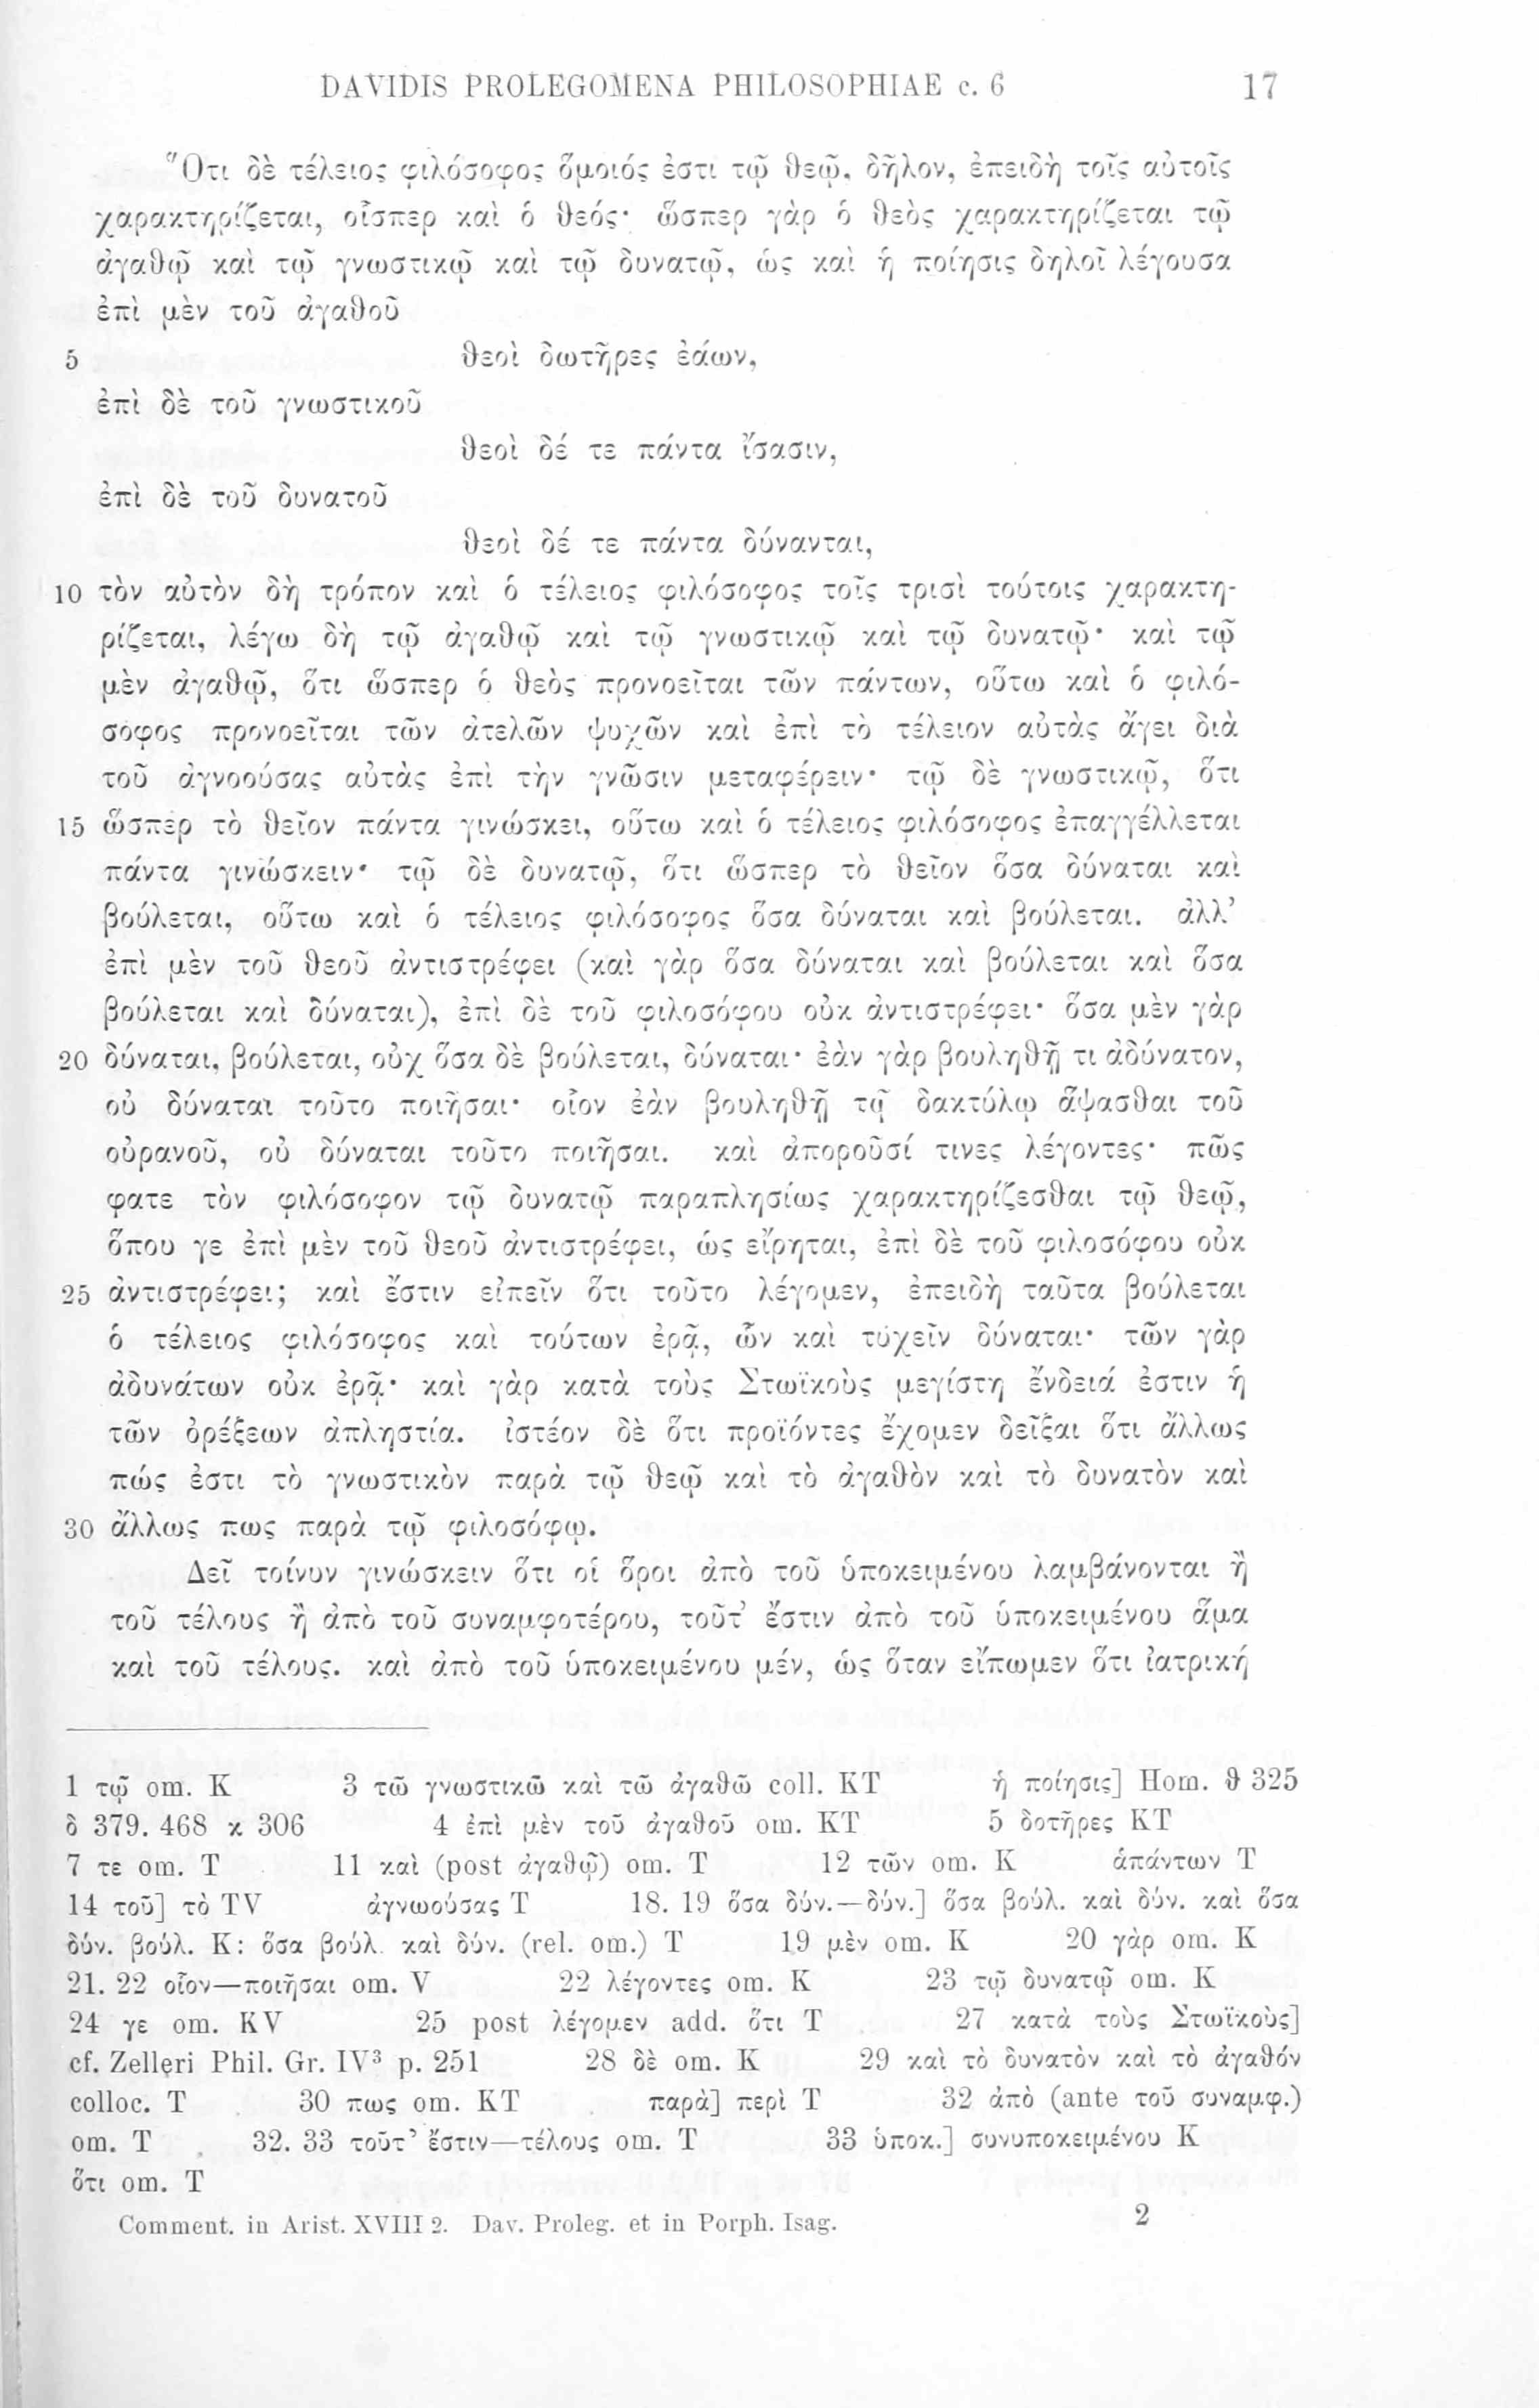 DAVIDIS PROLEGOMENA PHILOSOPHIAE c. 6 17
Ὅτι δὲ τέλειος φιλόσοφος ὅμοιός ἐστι τῷ θεῷ, δῆλον, ἐπειδὴ τοῖς αὐτοῖς
χαρακτηρίζεται, οἷσπερ καὶ ὁ θεός· ὥσπερ γὰρ ὁ θεὸς χαρακτηρίζεται τῷ
ἀγαθῷ καὶ τῷ γνωστικῷ καὶ τῷ δυνατῷ, ὡς καὶ ἡ ποίησις δηλοῖ λέγουσα
ἐπὶ μὲν τοῦ ἀγαθοῦ
5 θεοὶ δωτῆρες ἐάων,
ἐπὶ δὲ τοῦ γνωστικοῦ
θεοὶ δέ τε πάντα ἴσασιν,
ἐπὶ δὲ τοῦ δυνατοῦ
θεοὶ δέ τε πάντα δύνανται,
10 τὸν αὐτὸν δὴ τρόπον καὶ ὁ τέλειος φιλόσοφος τοῖς τρισὶ τούτοις χαρακτη-
ρίζεται, λέγω δὴ τῷ ἀγαθῷ καὶ τῷ γνωστικῷ καὶ τῷ δυνατῷ· καὶ τῷ
μὲν ἀγαθῷ, ὅτι ὥσπερ ὁ θεὸς προνοεῖται τῶν πάντων, οὕτω καὶ ὁ φιλό-
σοφος προνοεῖται τῶν ἀτελῶν ψυχῶν καὶ ἐπὶ τὸ τέλειον αὐτὰς ἄγει διὰ
τοῦ ἀγνοούσας αὐτὰς ἐπὶ τὴν γνῶσιν μεταφέρειν· τῷ δὲ γνωστικῷ, ὅτι
15 ὥσπερ τὸ θεῖον πάντα γινώσκει, οὕτω καὶ ὁ τέλειος φιλόσοφος ἐπαγγέλλεται
πάντα γινώσκειν· τῷ δὲ δυνατῷ, ὅτι ὥσπερ τὸ θεῖον ὅσα δύναται καὶ
βούλεται, οὕτω καὶ ὁ τέλειος φιλόσοφος ὅσα δύναται καὶ βούλεται. ἀλλ’
ἐπὶ μὲν τοῦ θεοῦ ἀντιστρέφει (καὶ γὰρ ὅσα δύναται καὶ βούλεται καὶ ὅσα
βούλεται καὶ δύναται), ἐπὶ δὲ τοῦ φιλοσόφου οὐκ ἀντιστρέφει· ὅσα μὲν γὰρ
20 δύναται, βούλεται, οὐχ ὅσα δὲ βούλεται, δύναται· ἐὰν γὰρ βουληθῇ τι ἀδύνατον,
οὐ δύναται τοῦτο ποιῆσαι· οἷον ἐὰν βουληθῇ τῷ δακτύλῳ ἅψασθαι τοῦ
οὐρανοῦ, οὐ δύναται τοῦτο ποιῆσαι. καὶ ἀποροῦσί τινες λέγοντες· πῶς
φατε τὸν φιλόσοφον τῷ δυνατῷ παραπλησίως χαρακτηρίζεσθαι τῷ θεῷ,
ὅπου γε ἐπὶ μὲν τοῦ θεοῦ ἀντιστρέφει, ὡς εἴρηται, ἐπὶ δὲ τοῦ φιλοσόφου οὐκ
25 ἀντιστρέφει; καὶ ἔστιν εἰπεῖν ὅτι τοῦτο λέγομεν, ἐπειδὴ ταῦτα βούλεται
ὁ τέλειος φιλόσοφος καὶ τούτων ἐρᾷ, ὧν καὶ τυχεῖν δύναται· τῶν γὰρ
ἀδυνάτων οὐκ ἐρᾷ· καὶ γὰρ κατὰ τοὺς Στωϊκοὺς μεγίστη ἔνδειά ἐστιν ἡ
τῶν ὀρέξεων ἀπληστία. ἰστέον δὲ ὅτι προϊόντες ἔχομεν δεῖξαι ὅτι ἄλλως
πώς ἐστι τὸ γνωστικὸν παρὰ τῷ θεῷ καὶ τὸ ἀγαθὸν καὶ τὸ δυνατὸν καὶ
30 ἄλλως πως παρὰ τῷ φιλοσόφῳ.
Δεῖ τοίνυν γινώσκειν ὅτι οἱ ὅροι ἀπὸ τοῦ ὑποκειμένου λαμβάνονται ἢ
τοῦ τέλους ἢ ἀπὸ τοῦ συναμφοτέρου, τοῦτ’ ἔστιν ἀπὸ τοῦ ὑποκειμένου ἅμα
καὶ τοῦ τέλους. καὶ ἀπὸ τοῦ ὑποκειμένου μέν, ὡς ὅταν εἴπωμεν ὅτι ἰατρική
1 τῷ om. K 3 τῶ γνωστικῶ καὶ τῶ ἀγαθῶ coll. KT ἡ ποίησις] Hom. θ 325
δ 379. 468 κ 306 4 ἐπὶ μὲν τοῦ ἀγαθοῦ om. KT 5 δοτῆρες KT
7 τε om. T 11 καὶ (post ἀγαθῷ) om. T 12 τῶν om. K ἁπάντων T
14 τοῦ] τὸ TV ἀγνωούσας T 18. 19 ὅσα δύν.—δύν.] ὅσα βούλ. καὶ δύν. καὶ ὅσα
δύν. βούλ. K: ὅσα βούλ. καὶ δύν. (rel. om.) T 19 μὲν om. K 20 γὰρ om. K
21. 22 οἷον—ποιῆσαι om. V 22 λέγοντες om. K 23 τῷ δυνατῷ om. K
24 γε om. KV 25 post λέγομεν add. ὅτι T 27 κατὰ τοὺς Στωϊκοὺς]
cf. Zelleri Phil. Gr. IV³ p. 251 28 δὲ om. K 29 καὶ τὸ δυνατὸν καὶ τὸ ἀγαθόν
colloc. T 30 πως om. KT παρὰ] περὶ T 32 ἀπὸ (ante τοῦ συναμφ.)
om. T 32. 33 τοῦτ’ ἔστιν—τέλους om. T 33 ὑποκ.] συνυποκειμένου K
ὅτι om. T
Comment. in Arist. XVIII 2. Dav. Proleg. et in Porph. Isag. 2